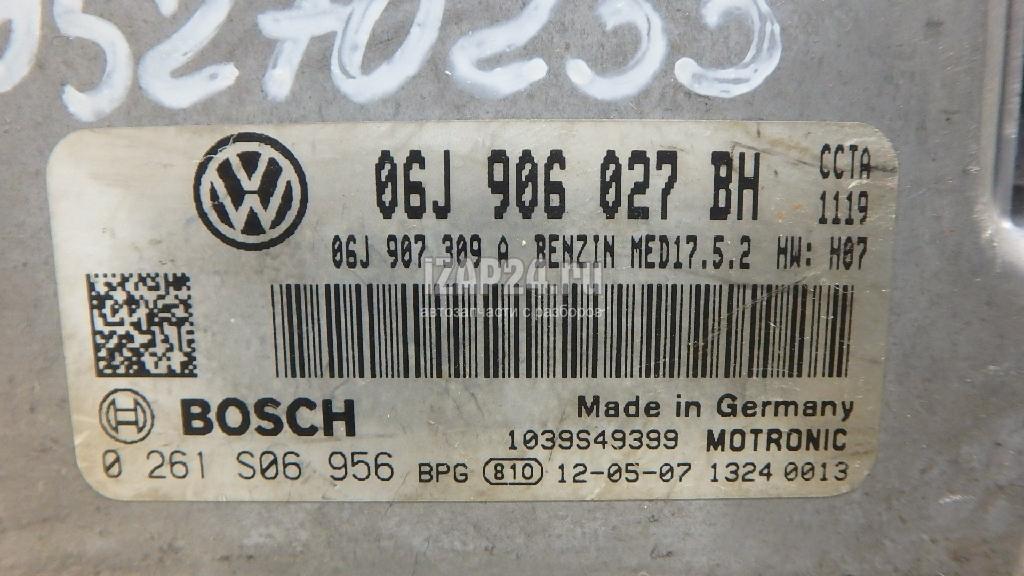 05270255
06J 906 027 BH CCTA
1119
06J 907 309 A BENZIN MED17.5.2 HW: H07
IZAP24.ru
автозапчасти с разборов
BOSCH Made in Germany
1039S49399 MOTRONIC
0 261 S06 956 BPG 810 12-05-07 1324 0013